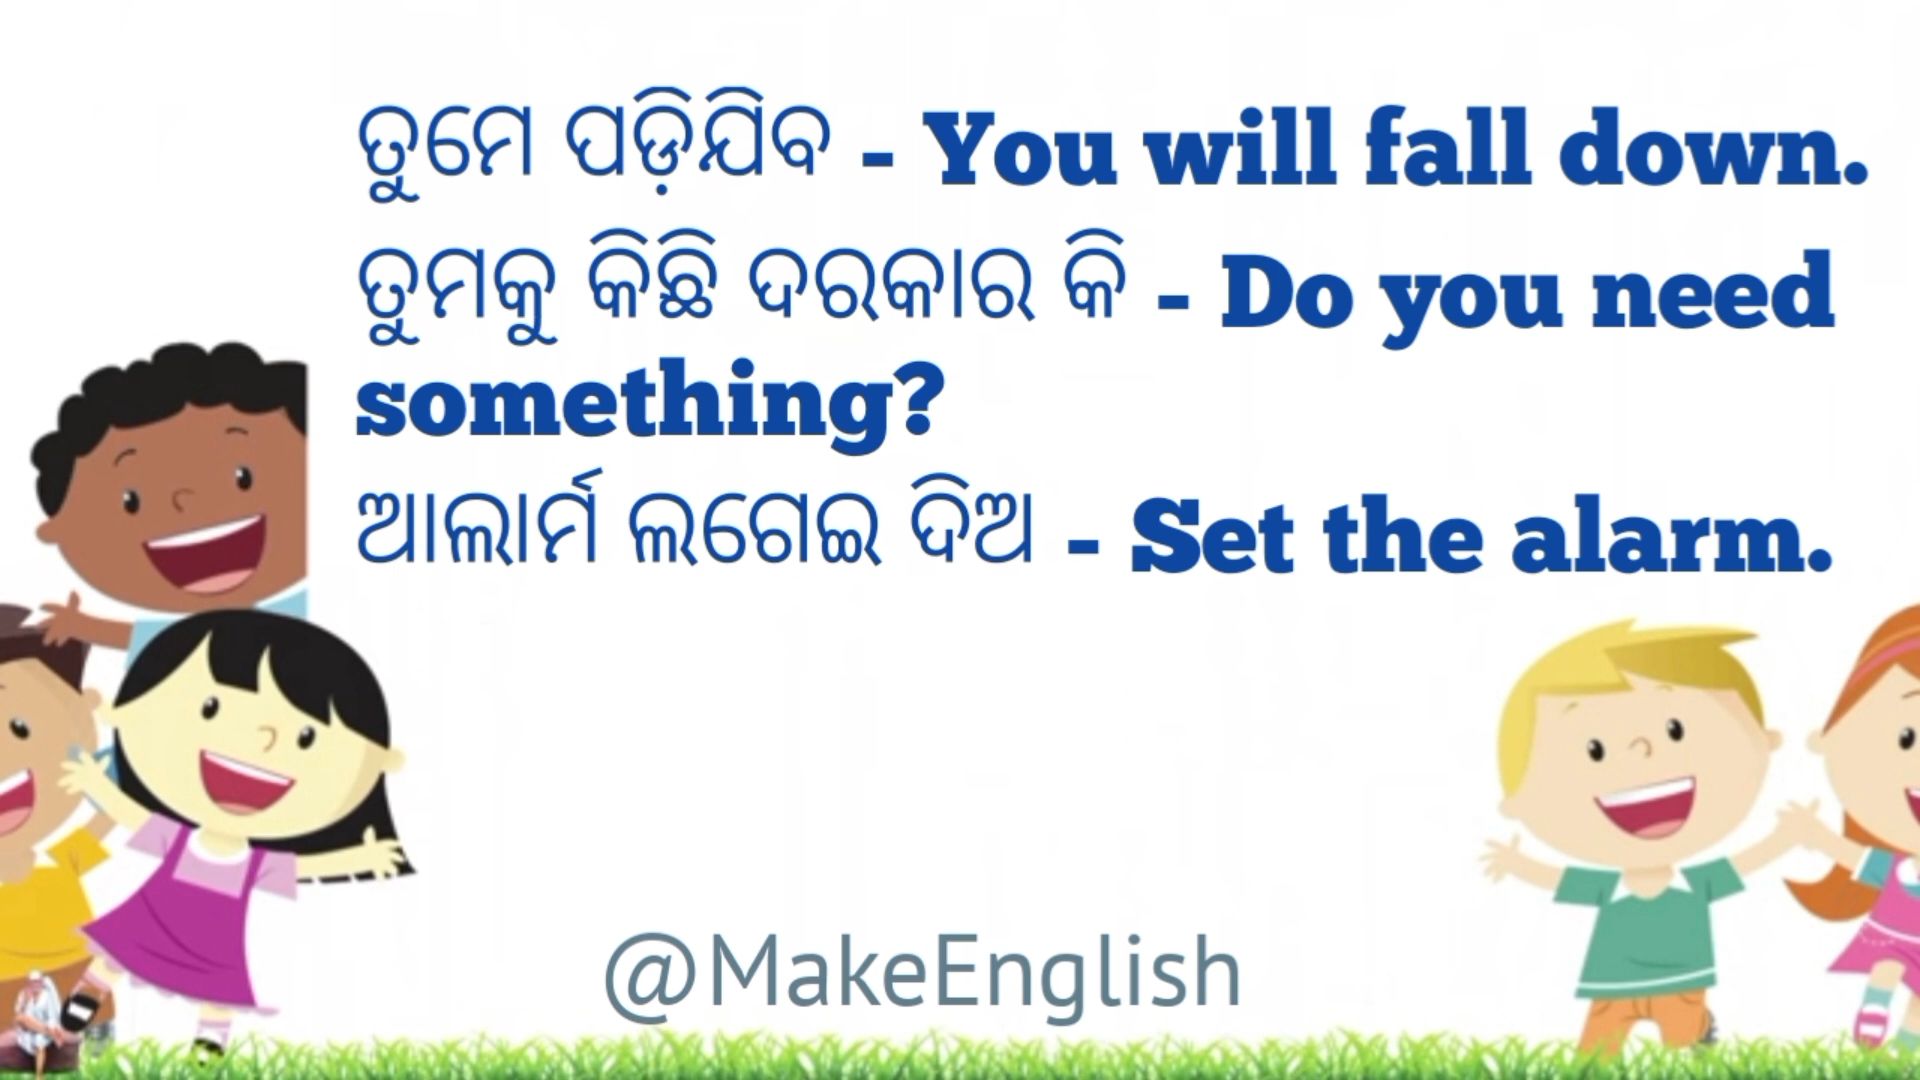 ତୁମେ ପଡ଼ିଯିବ - You will fall down.
ତୁମକୁ କିଛି ଦରକାର କି - Do you need
something?
ଆଲାର୍ମ ଲଗେଇ ଦିଅ - Set the alarm.
@MakeEnglish